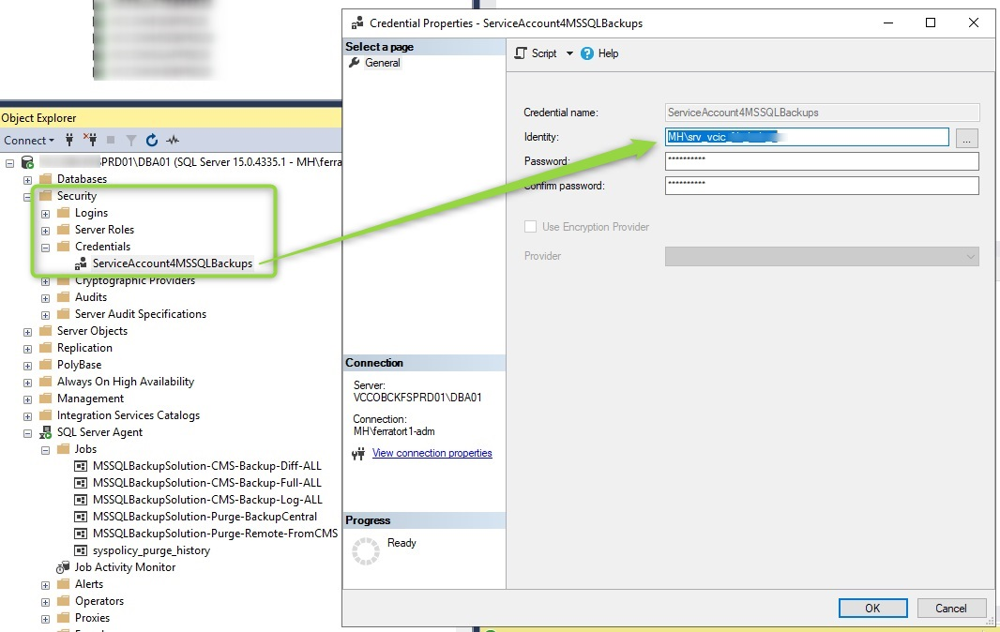 Object Explorer
Connect
PRD01\DBA01 (SQL Server 15.0.4335.1 - MH\ferra
Databases
Security
Logins
Server Roles
Credentials
ServiceAccount4MSSQLBackups
Cryptographic Providers
Audits
Server Audit Specifications
Server Objects
Replication
PolyBase
Always On High Availability
Management
Integration Services Catalogs
SQL Server Agent
Jobs
MSSQLBackupSolution-CMS-Backup-Diff-ALL
MSSQLBackupSolution-CMS-Backup-Full-ALL
MSSQLBackupSolution-CMS-Backup-Log-ALL
MSSQLBackupSolution-Purge-BackupCentral
MSSQLBackupSolution-Purge-Remote-FromCMS
syspolicy_purge_history
Job Activity Monitor
Alerts
Operators
Proxies
Credential Properties - ServiceAccount4MSSQLBackups
Select a page
General
Script
Help
Credential name: ServiceAccount4MSSQLBackups
Identity: MH\srv_vcic_
...
Password: **********
Confirm password: **********
Use Encryption Provider
Provider
Connection
Server:
VCCOBCKFSPRD01\DBA01
Connection:
MH\ferratort1-adm
View connection properties
Progress
Ready
OK
Cancel